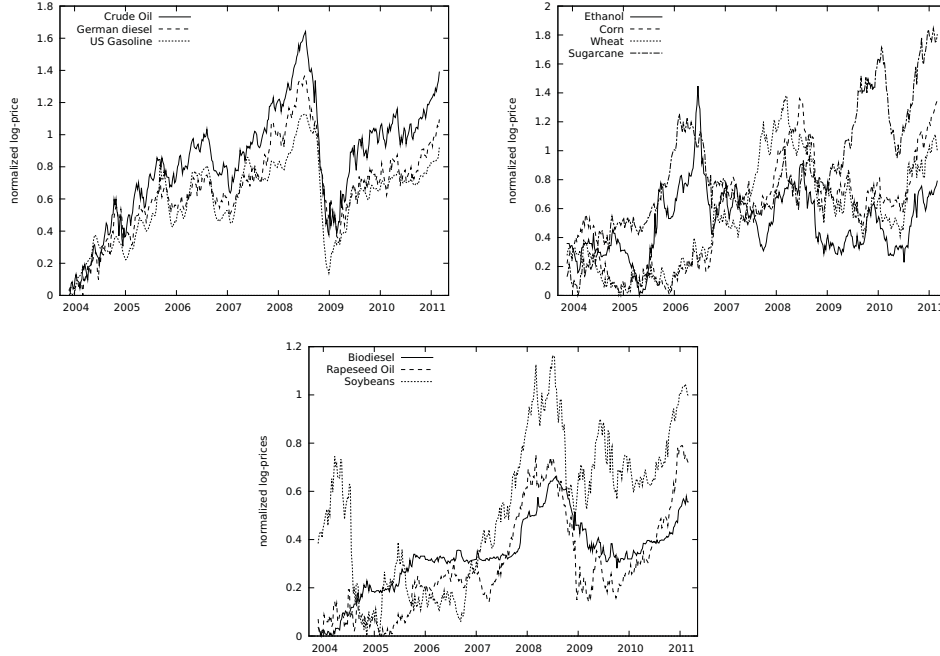 Crude Oil
German diesel
US Gasoline
normalized log-price
1.8
1.6
1.4
1.2
1
0.8
0.6
0.4
0.2
0
2004 2005 2006 2007 2008 2009 2010 2011
Ethanol
Corn
Wheat
Sugarcane
normalized log-price
2
1.8
1.6
1.4
1.2
1
0.8
0.6
0.4
0.2
0
2004 2005 2006 2007 2008 2009 2010 2011
Biodiesel
Rapeseed Oil
Soybeans
normalized log-prices
1.2
1
0.8
0.6
0.4
0.2
0
2004 2005 2006 2007 2008 2009 2010 2011